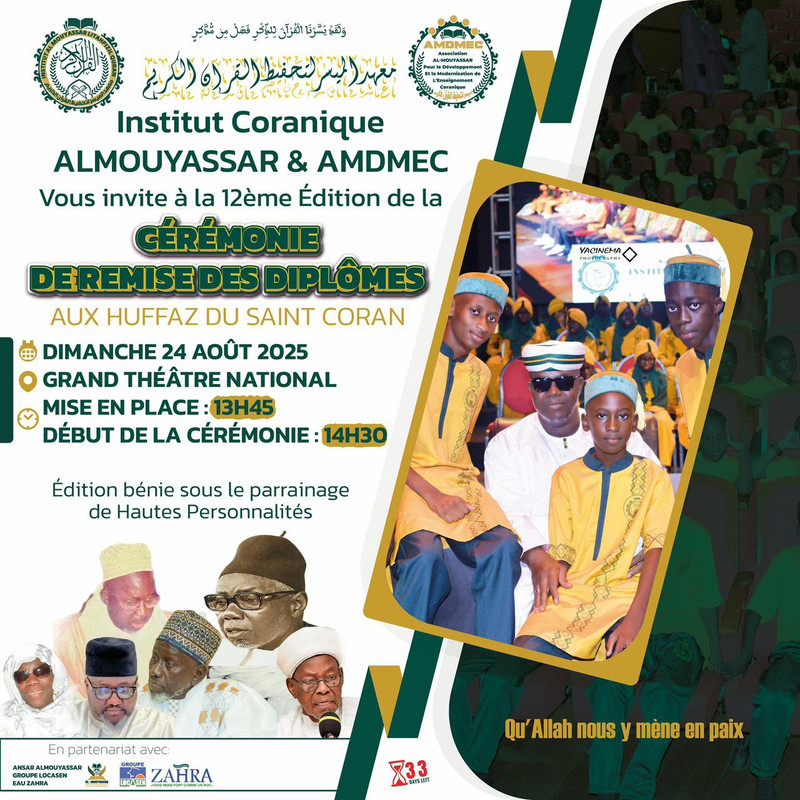 وَلَقَدْ يَسَّرْنَا الْقُرْآنَ لِلذِّكْرِ فَهَلْ مِنْ مُدَّكِرٍ
معهد الميسر لتحفيظ القرآن الكريم
AMDMEC
Association
AL-MOUYASSAR
Pour le Développement
Et la Modernisation de
L'Enseignement
Coranique
Institut Coranique
ALMOUYASSAR & AMDMEC
Vous invite à la 12ème Édition de la
CÉRÉMONIE
DE REMISE DES DIPLÔMES
AUX HUFFAZ DU SAINT CORAN
DIMANCHE 24 AOÛT 2025
GRAND THÉÂTRE NATIONAL
MISE EN PLACE : 13H45
DÉBUT DE LA CÉRÉMONIE : 14H30
Édition bénie sous le parrainage
de Hautes Personnalités
YACINEMA
PHOTOGRAPHY
INSTIT
En partenariat avec:
ANSAR ALMOUYASSAR
GROUPE LOCASEN
EAU ZAHRA
GROUPE
ZAHRA
33
DAYS LEFT
Qu'Allah nous y mène en paix